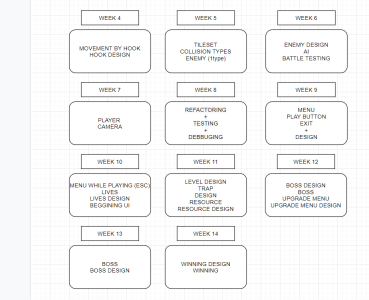 WEEK 4
MOVEMENT BY HOOK
HOOK DESIGN
WEEK 5
TILESET
COLLISION TYPES
ENEMY (1type)
WEEK 6
ENEMY DESIGN
AI
BATTLE TESTING
WEEK 7
PLAYER
CAMERA
WEEK 8
REFACTORING
+
TESTING
+
DEBBUGING
WEEK 9
MENU
PLAY BUTTON
EXIT
+
DESIGN
WEEK 10
MENU WHILE PLAYING (ESC)
LIVES
LIVES DESIGN
BEGGINING UI
WEEK 11
LEVEL DESIGN
TRAP
DESIGN
RESOURCE
RESOURCE DESIGN
WEEK 12
BOSS DESIGN
BOSS
UPGRADE MENU
UPGRADE MENU DESIGN
WEEK 13
BOSS
BOSS DESIGN
WEEK 14
WINNING DESIGN
WINNING